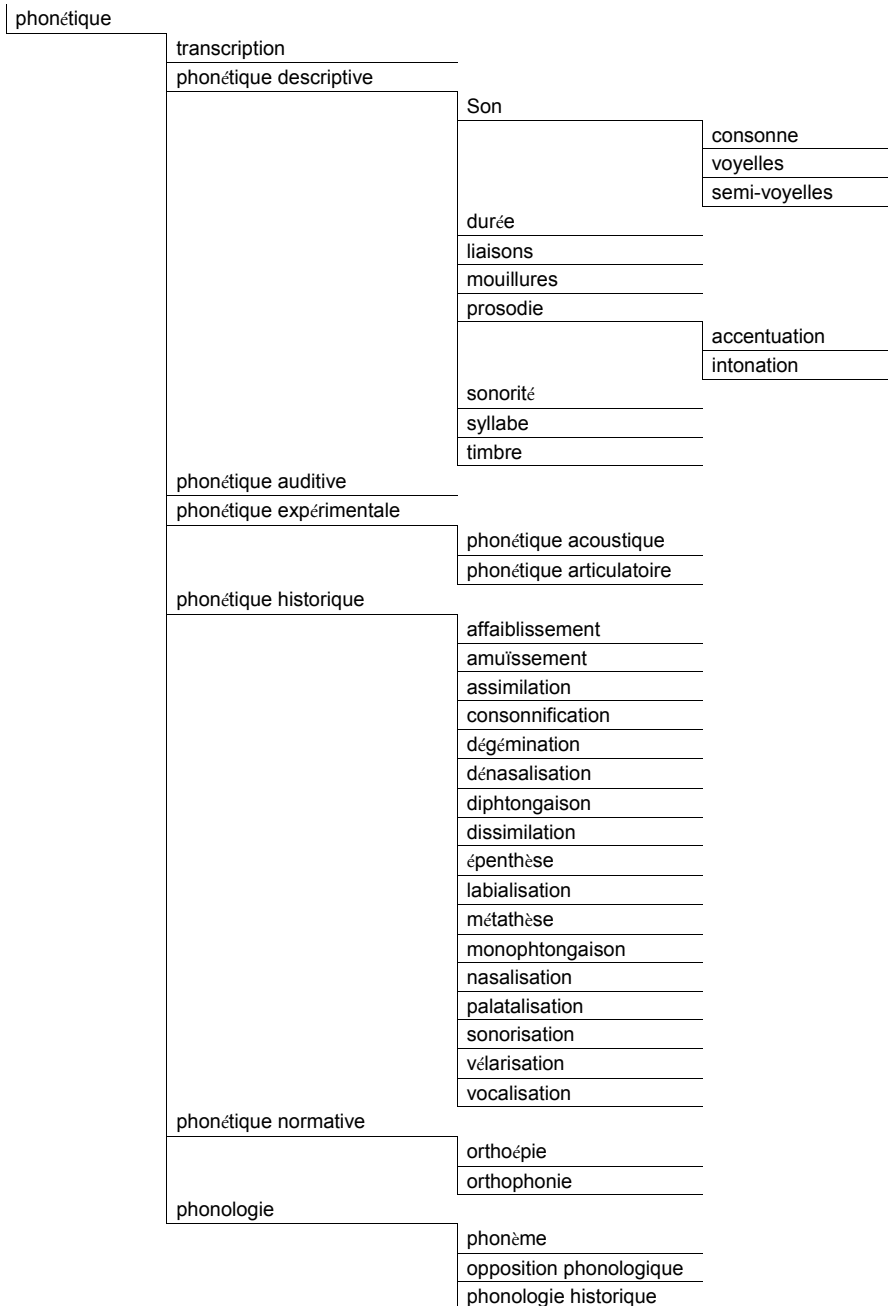 phonétique
transcription
phonétique descriptive
Son
consonne
voyelles
semi-voyelles
durée
liaisons
mouillures
prosodie
accentuation
intonation
sonorité
syllabe
timbre
phonétique auditive
phonétique expérimentale
phonétique acoustique
phonétique articulatoire
phonétique historique
affaiblissement
amuïssement
assimilation
consonnification
dégémination
dénasalisation
diphtongaison
dissimilation
épenthèse
labialisation
métathèse
monophtongaison
nasalisation
palatalisation
sonorisation
vélarisation
vocalisation
phonétique normative
orthoépie
orthophonie
phonologie
phonème
opposition phonologique
phonologie historique